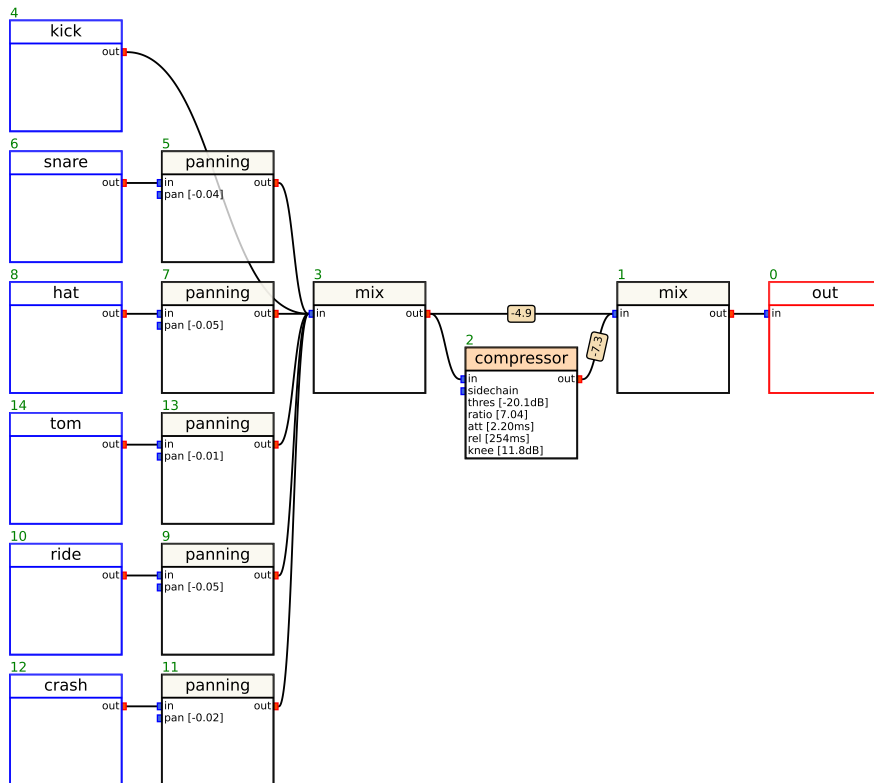 4
kick
out
6
snare
out
5
panning
in out
pan [-0.04]
8
hat
out
7
panning
in out
pan [-0.05]
3
mix
in out
-4.9
1
mix
in out
0
out
in
2
compressor
in out
sidechain
thres [-20.1dB]
ratio [7.04]
att [2.20ms]
rel [254ms]
knee [11.8dB]
-7.3
14
tom
out
13
panning
in out
pan [-0.01]
10
ride
out
9
panning
in out
pan [-0.05]
12
crash
out
11
panning
in out
pan [-0.02]